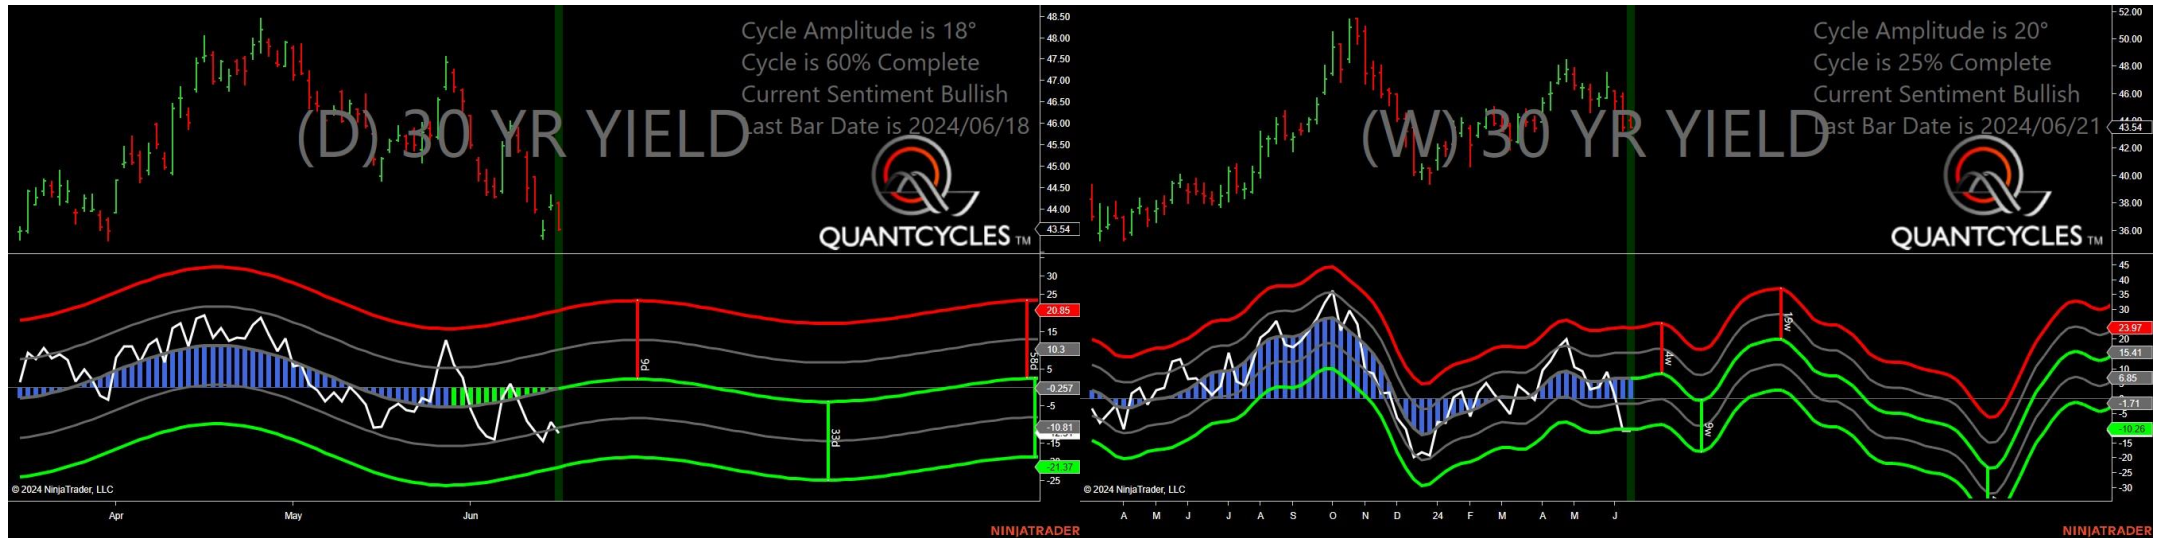 Cycle Amplitude is 18°
Cycle is 60% Complete
Current Sentiment Bullish
Last Bar Date is 2024/06/18
(D) 30 YR YIELD
QUANTCYCLES TM
48.50
48.00
47.50
47.00
46.50
46.00
45.50
45.00
44.50
44.00
43.54
30
25
20.85
15
10.3
5
-0.257
-5
-10.81
-15
-21.37
-25
9d
33d
58d
© 2024 NinjaTrader, LLC
Apr May Jun
NINJATRADER
Cycle Amplitude is 20°
Cycle is 25% Complete
Current Sentiment Bullish
Last Bar Date is 2024/06/21
(W) 30 YR YIELD
QUANTCYCLES TM
52.00
50.00
48.00
46.00
44.00
43.54
42.00
40.00
38.00
36.00
45
40
35
30
23.97
20
15.41
10
6.85
-1.71
-5
-10.26
-15
-20
-25
-30
4w
9w
© 2024 NinjaTrader, LLC
A M J J A S O N D 24 F M A M J
NINJATRADER